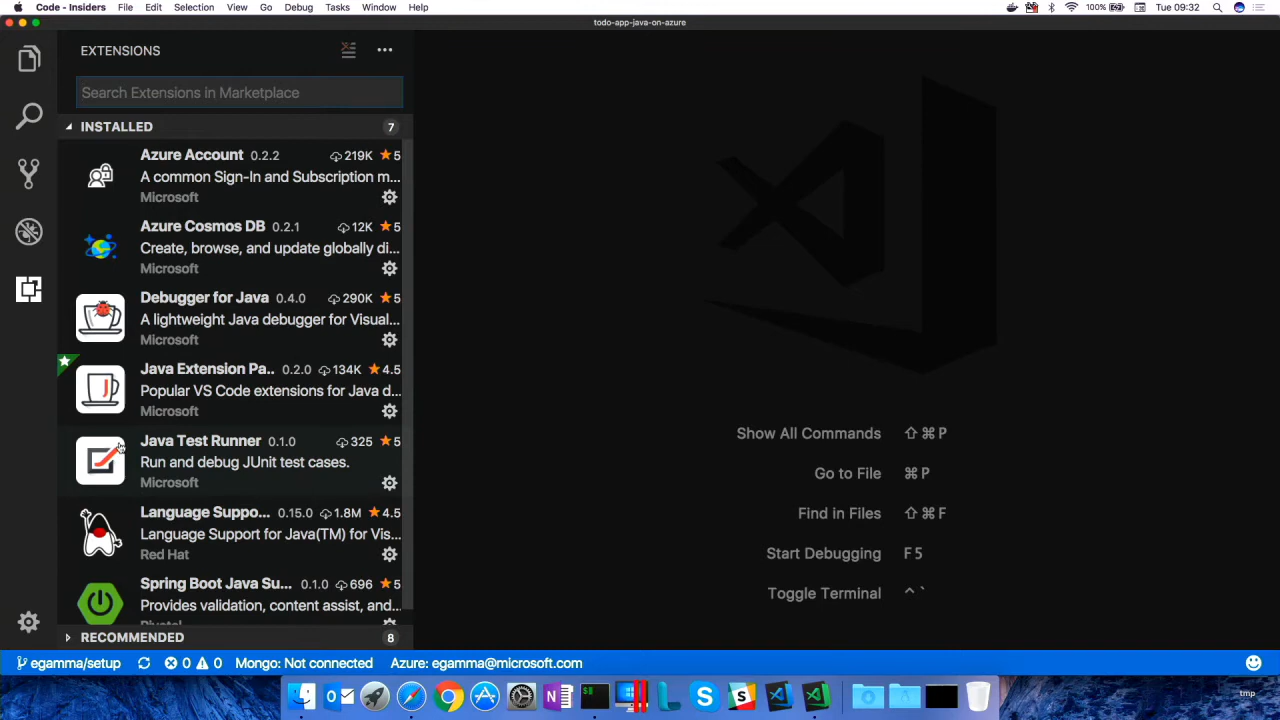 Code - Insiders File Edit Selection View Go Debug Tasks Window Help 100% Tue 09:32
todo-app-java-on-azure
EXTENSIONS
Search Extensions in Marketplace
INSTALLED 7
Azure Account 0.2.2 219K 5
A common Sign-In and Subscription m...
Microsoft
Azure Cosmos DB 0.2.1 12K 5
Create, browse, and update globally di...
Microsoft
Debugger for Java 0.4.0 290K 5
A lightweight Java debugger for Visual...
Microsoft
Java Extension Pa... 0.2.0 134K 4.5
Popular VS Code extensions for Java d...
Microsoft
Java Test Runner 0.1.0 325 5
Run and debug JUnit test cases.
Microsoft
Language Suppo... 0.15.0 1.8M 4.5
Language Support for Java(TM) for Vis...
Red Hat
Spring Boot Java Su... 0.1.0 696 5
Provides validation, content assist, and...
Pivotal
RECOMMENDED 8
Show All Commands ⇧⌘P
Go to File ⌘P
Find in Files ⇧⌘F
Start Debugging F5
Toggle Terminal ^`
egamma/setup 0 0 Mongo: Not connected Azure: egamma@microsoft.com
tmp